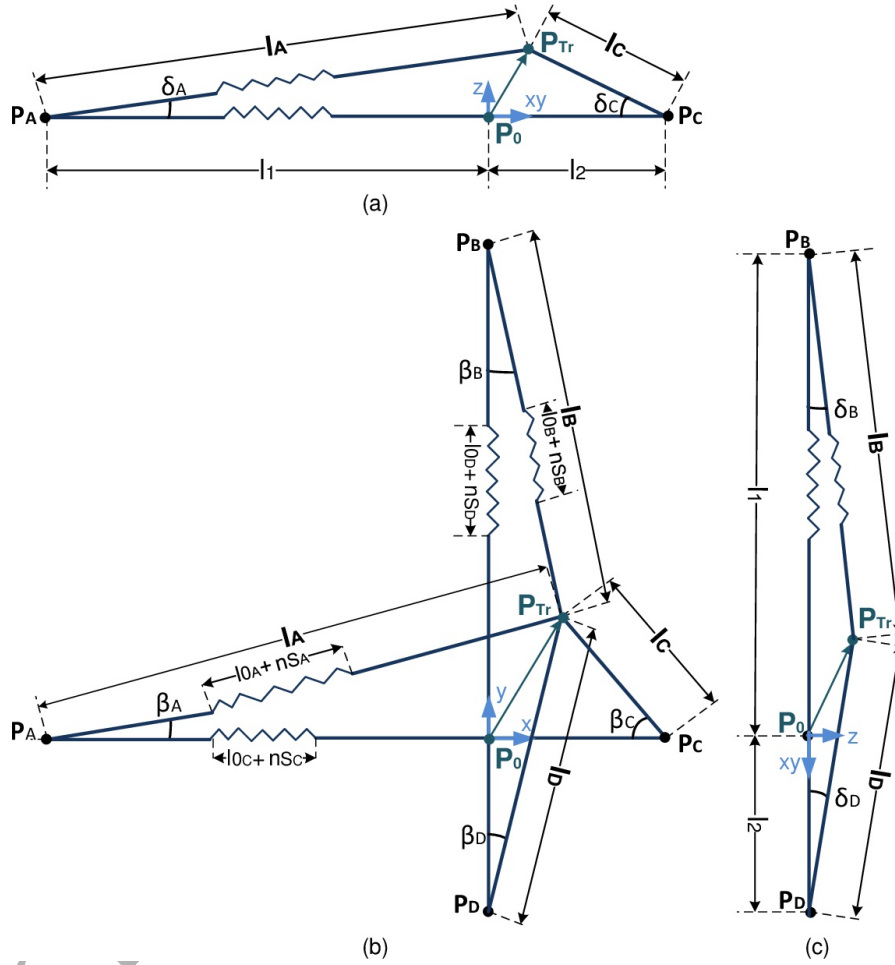 lA
PTr
lC
δA
z
xy
δC
PA
P0
PC
l1
l2
(a)
PB
PB
βB
lB
l0B + nSB
l0D + nSD
δB
lB
l1
PTr
lC
PTr
lA
l0A + nSA
βA
y
x
βC
PA
P0
PC
l0C + nSC
lD
P0
z
xy
βD
δD
lD
l2
PD
PD
(b)
(c)